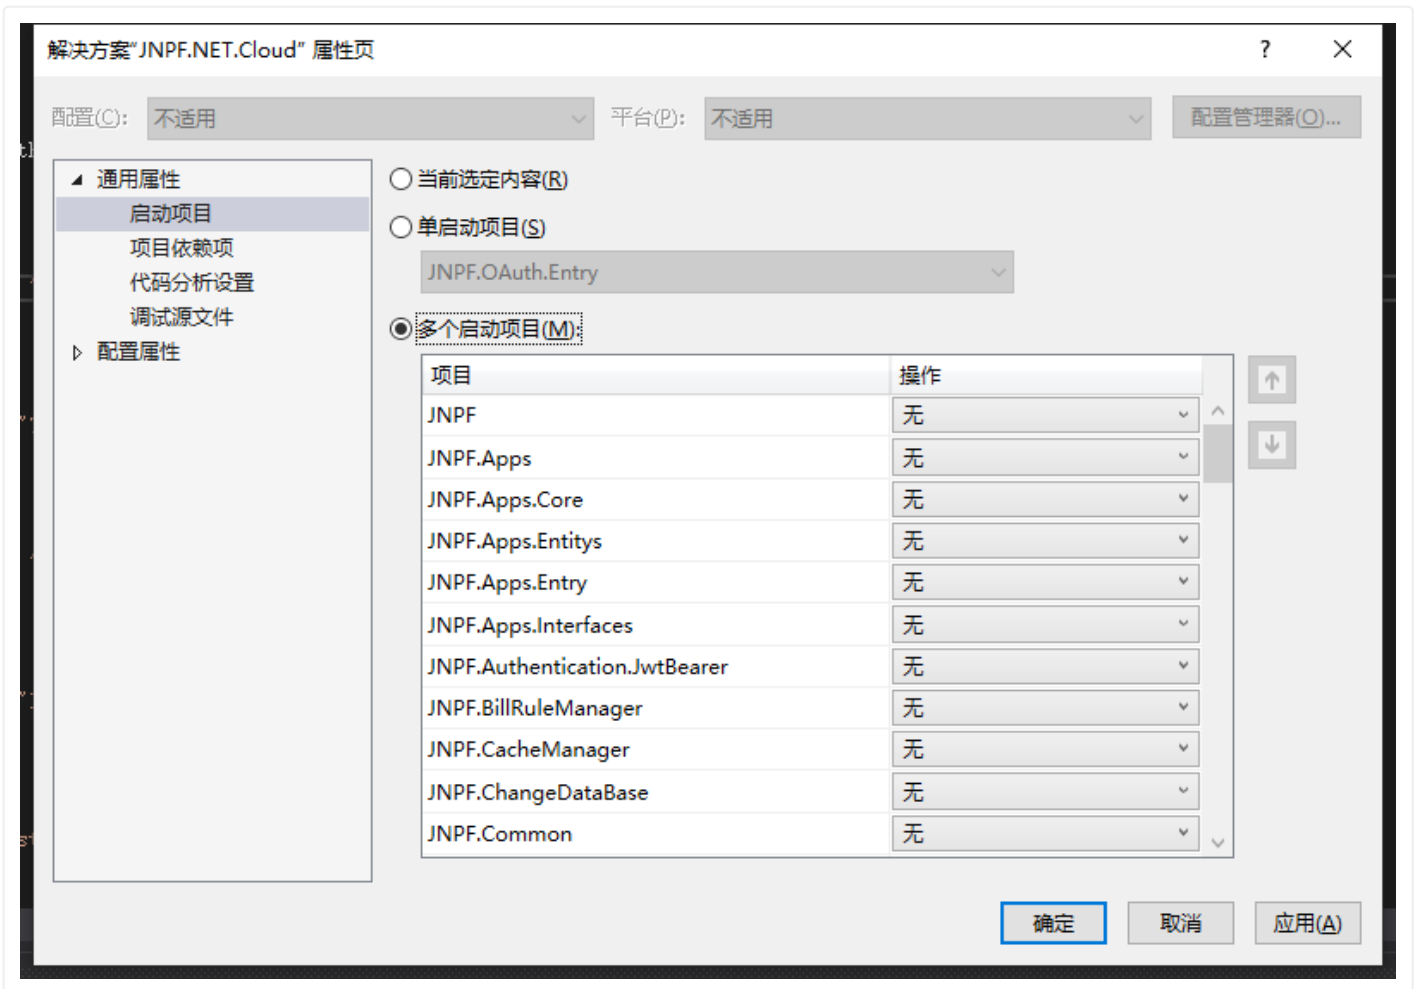 解决方案“JNPF.NET.Cloud” 属性页 ?
配置(C): 不适用 平台(P): 不适用 配置管理器(O)...
通用属性
启动项目
项目依赖项
代码分析设置
调试源文件
配置属性
当前选定内容(R)
单启动项目(S)
JNPF.OAuth.Entry
多个启动项目(M):
项目 操作
JNPF 无
JNPF.Apps 无
JNPF.Apps.Core 无
JNPF.Apps.Entitys 无
JNPF.Apps.Entry 无
JNPF.Apps.Interfaces 无
JNPF.Authentication.JwtBearer 无
JNPF.BillRuleManager 无
JNPF.CacheManager 无
JNPF.ChangeDataBase 无
JNPF.Common 无
确定 取消 应用(A)